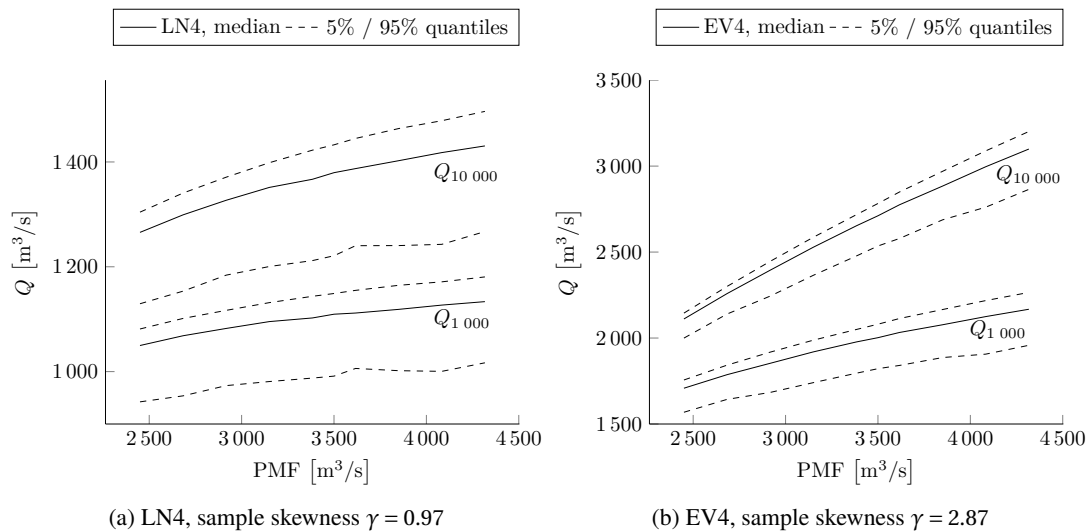 LN4, median 5% / 95% quantiles
1 400
1 200
1 000
Q [m³/s]
Q10 000
Q1 000
2 500 3 000 3 500 4 000 4 500
PMF [m³/s]
(a) LN4, sample skewness γ = 0.97
EV4, median 5% / 95% quantiles
3 500
3 000
2 500
2 000
1 500
Q [m³/s]
Q10 000
Q1 000
2 500 3 000 3 500 4 000 4 500
PMF [m³/s]
(b) EV4, sample skewness γ = 2.87